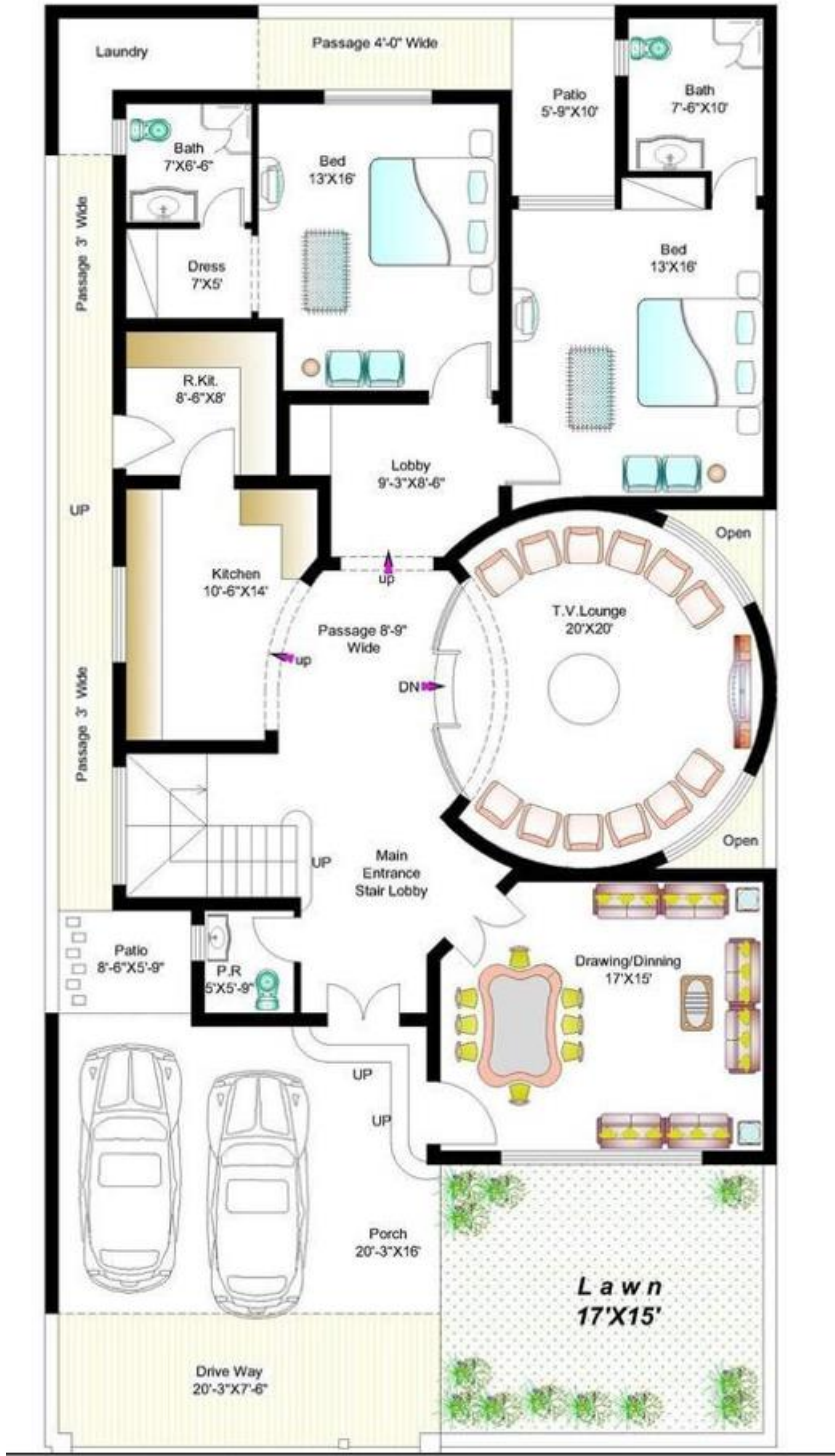 Laundry
Passage 4'-0" Wide
Patio
5'-9"X10'
Bath
7'-6"X10'
Bath
7'X6'-6"
Bed
13'X16'
Passage 3' Wide
Dress
7'X5'
Bed
13'X16'
R.Kit.
8'-6"X8'
Lobby
9'-3"X8'-6"
UP
Open
Kitchen
10'-6"X14'
up
T.V.Lounge
20'X20'
Passage 8'-9"
Wide
up
DN
Passage 3' Wide
Open
UP
Main
Entrance
Stair Lobby
Patio
8'-6"X5'-9"
P.R
5'X5'-9"
Drawing/Dinning
17'X15'
UP
UP
Porch
20'-3"X16'
Lawn
17'X15'
Drive Way
20'-3"X7'-6"